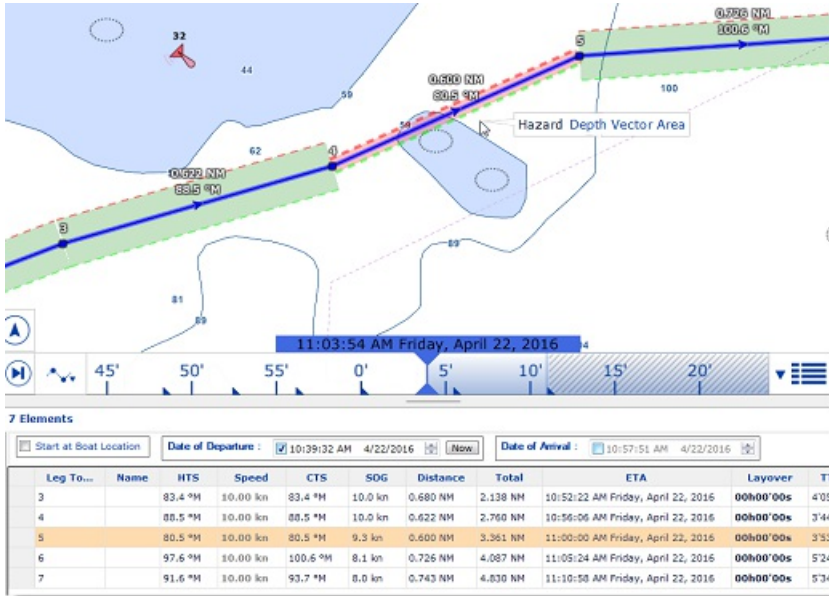 0.726 NM
32
5
100.6 °M
0.600 NM
44
59
80.5 °M
100
59
Hazard Depth Vector Area
62
4
0.622 NM
88.5 °M
3
89
81
89
11:03:54 AM Friday, April 22, 2016
45' 50' 55' 0' 5' 10' 15' 20'
7 Elements
Start at Boat Location Date of Departure : 10:39:32 AM 4/22/2016 Now Date of Arrival : 10:57:51 AM 4/22/2016
Leg To... Name HTS Speed CTS SOG Distance Total ETA Layover
3 83.4 °M 10.00 kn 83.4 °M 10.0 kn 0.680 NM 2.138 NM 10:52:22 AM Friday, April 22, 2016 00h00'00s
4 88.5 °M 10.00 kn 88.5 °M 10.0 kn 0.622 NM 2.760 NM 10:56:06 AM Friday, April 22, 2016 00h00'00s
5 80.5 °M 10.00 kn 80.5 °M 9.3 kn 0.600 NM 3.361 NM 11:00:00 AM Friday, April 22, 2016 00h00'00s
6 97.6 °M 10.00 kn 100.6 °M 8.1 kn 0.726 NM 4.087 NM 11:05:24 AM Friday, April 22, 2016 00h00'00s
7 91.6 °M 10.00 kn 93.7 °M 8.0 kn 0.743 NM 4.830 NM 11:10:58 AM Friday, April 22, 2016 00h00'00s